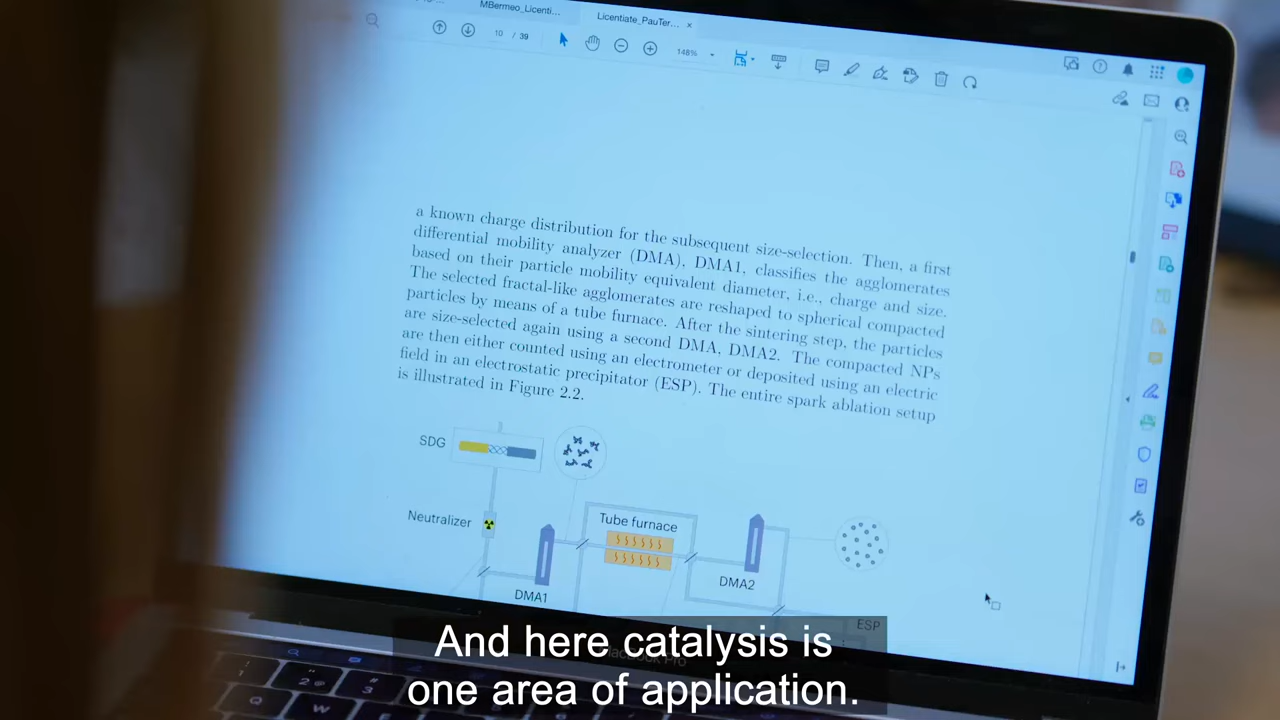 MBermeo_Licenti...
Licentiate_PauTer... ×
10 / 39
148%
a known charge distribution for the subsequent size-selection. Then, a first
differential mobility analyzer (DMA), DMA1, classifies the agglomerates
based on their particle mobility equivalent diameter, i.e., charge and size.
The selected fractal-like agglomerates are reshaped to spherical compacted
particles by means of a tube furnace. After the sintering step, the particles
are size-selected again using a second DMA, DMA2. The compacted NPs
are then either counted using an electrometer or deposited using an electric
field in an electrostatic precipitator (ESP). The entire spark ablation setup
is illustrated in Figure 2.2.
SDG
Neutralizer
Tube furnace
DMA1
DMA2
ESP
MacBook Pro
And here catalysis is
one area of application.
1
2
3
Q
W